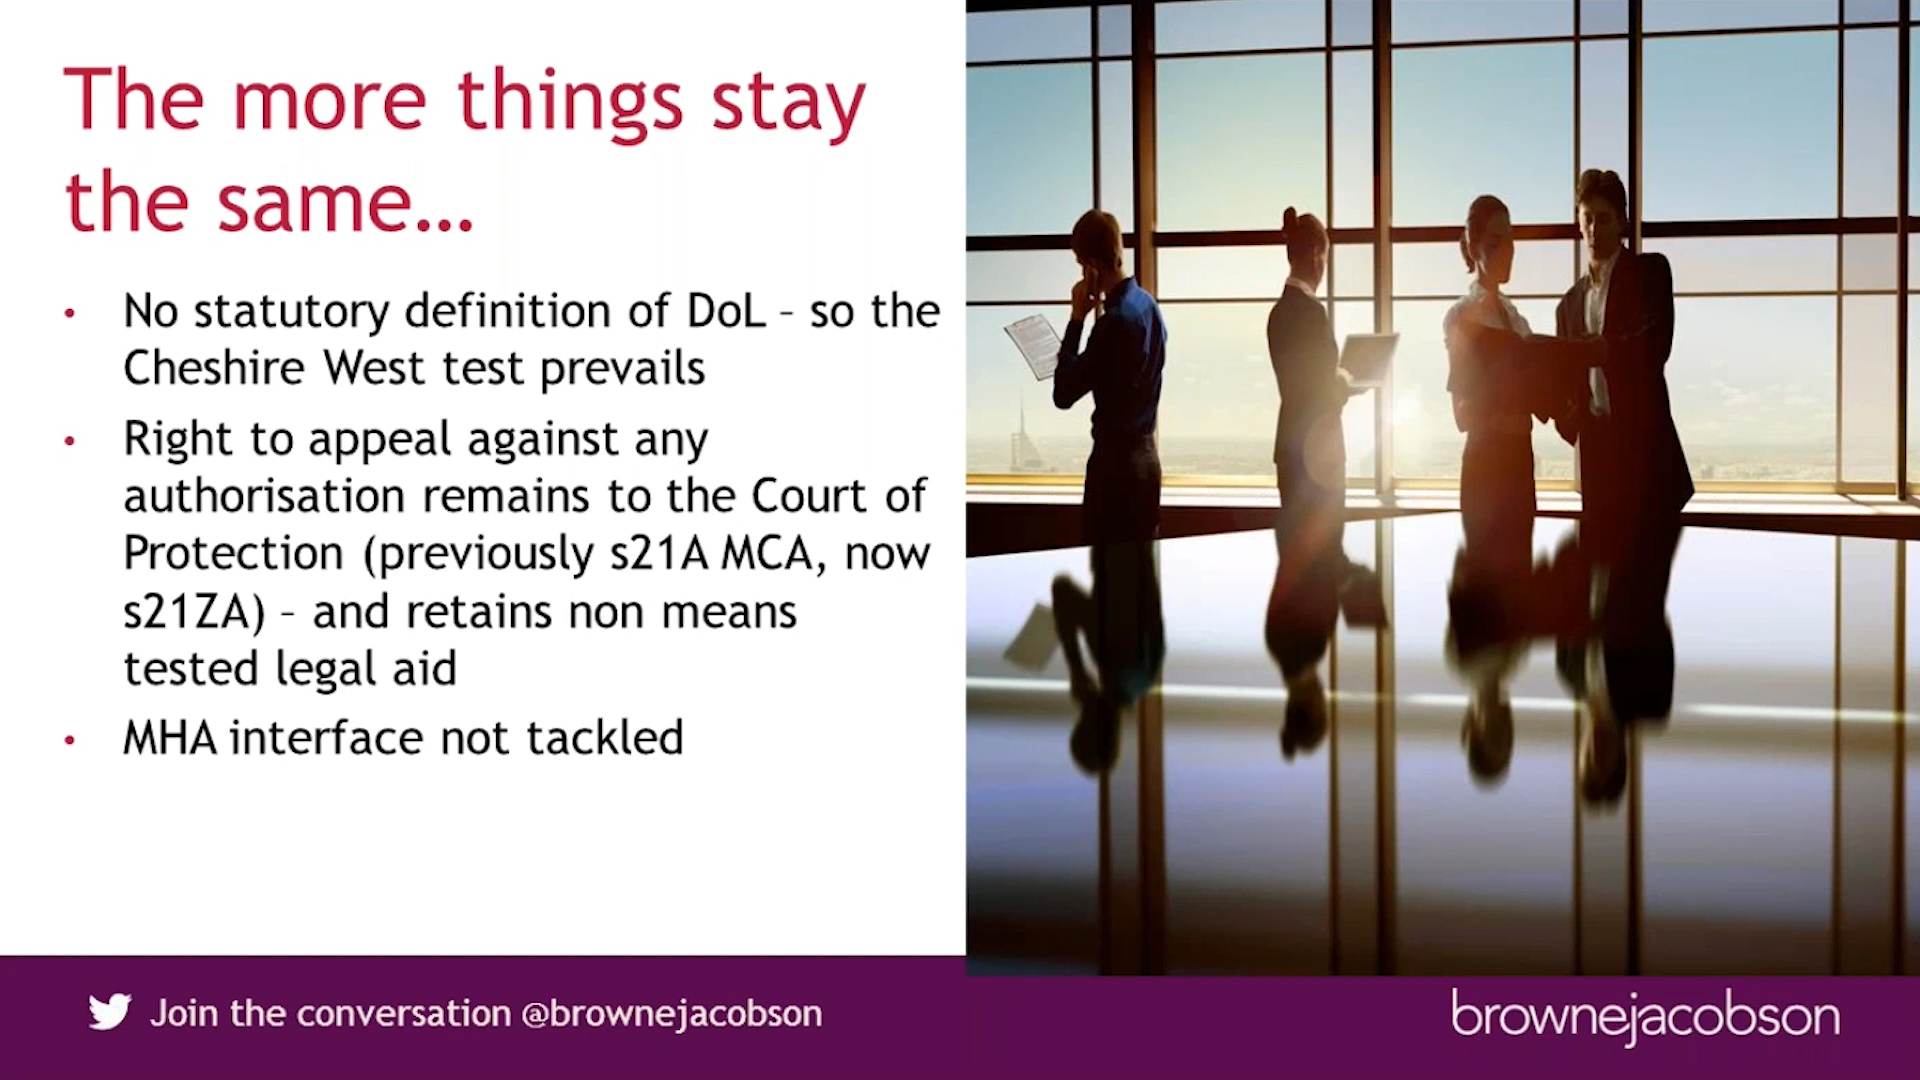 The more things stay
the same…
• No statutory definition of DoL – so the
Cheshire West test prevails
• Right to appeal against any
authorisation remains to the Court of
Protection (previously s21A MCA, now
s21ZA) – and retains non means
tested legal aid
• MHA interface not tackled
Join the conversation @brownejacobson
brownejacobson